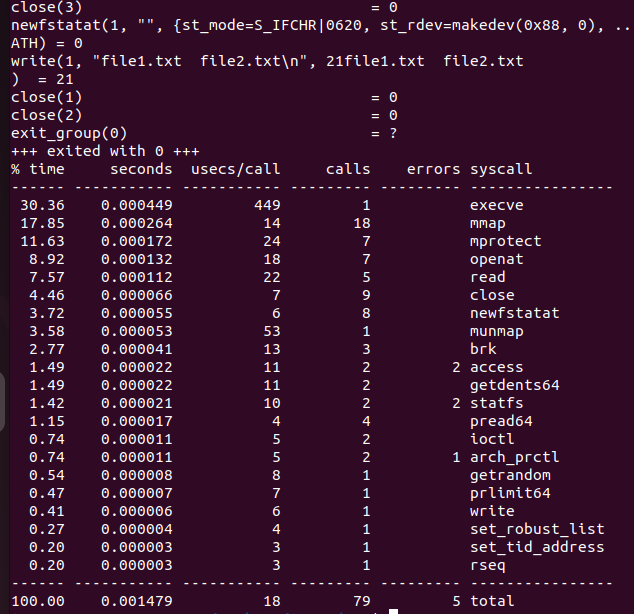 close(3)                                = 0
newfstatat(1, "", {st_mode=S_IFCHR|0620, st_rdev=makedev(0x88, 0), ..
ATH) = 0
write(1, "file1.txt  file2.txt\n", 21file1.txt  file2.txt
)  = 21
close(1)                                = 0
close(2)                                = 0
exit_group(0)                           = ?
+++ exited with 0 +++
% time     seconds  usecs/call     calls    errors syscall
------ ----------- ----------- --------- --------- ----------------
 30.36    0.000449         449         1           execve
 17.85    0.000264          14        18           mmap
 11.63    0.000172          24         7           mprotect
  8.92    0.000132          18         7           openat
  7.57    0.000112          22         5           read
  4.46    0.000066           7         9           close
  3.72    0.000055           6         8           newfstatat
  3.58    0.000053          53         1           munmap
  2.77    0.000041          13         3           brk
  1.49    0.000022          11         2         2 access
  1.49    0.000022          11         2           getdents64
  1.42    0.000021          10         2         2 statfs
  1.15    0.000017           4         4           pread64
  0.74    0.000011           5         2           ioctl
  0.74    0.000011           5         2         1 arch_prctl
  0.54    0.000008           8         1           getrandom
  0.47    0.000007           7         1           prlimit64
  0.41    0.000006           6         1           write
  0.27    0.000004           4         1           set_robust_list
  0.20    0.000003           3         1           set_tid_address
  0.20    0.000003           3         1           rseq
------ ----------- ----------- --------- --------- ----------------
100.00    0.001479          18        79         5 total